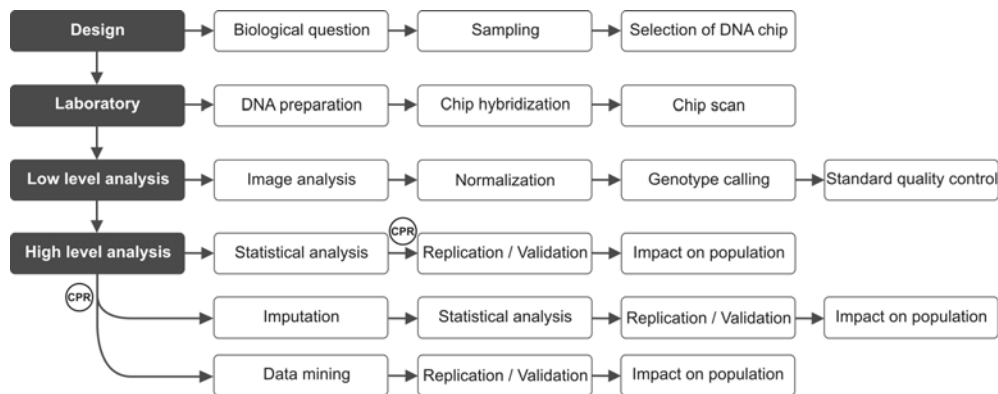 Design
Biological question
Sampling
Selection of DNA chip
Laboratory
DNA preparation
Chip hybridization
Chip scan
Low level analysis
Image analysis
Normalization
Genotype calling
Standard quality control
CPR
High level analysis
Statistical analysis
Replication / Validation
Impact on population
CPR
Imputation
Statistical analysis
Replication / Validation
Impact on population
Data mining
Replication / Validation
Impact on population